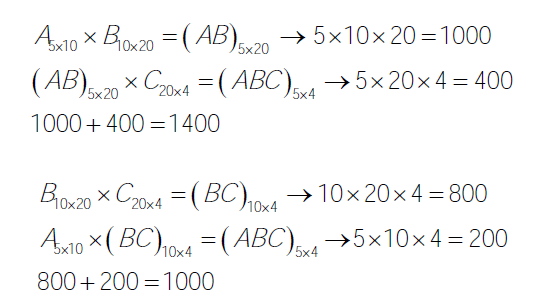 A₅ₓ₁₀ × B₁₀ₓ₂₀ = (AB)₅ₓ₂₀ → 5×10×20 = 1000
(AB)₅ₓ₂₀ × C₂₀ₓ₄ = (ABC)₅ₓ₄ → 5×20×4 = 400
1000 + 400 = 1400
B₁₀ₓ₂₀ × C₂₀ₓ₄ = (BC)₁₀ₓ₄ → 10×20×4 = 800
A₅ₓ₁₀ × (BC)₁₀ₓ₄ = (ABC)₅ₓ₄ → 5×10×4 = 200
800 + 200 = 1000